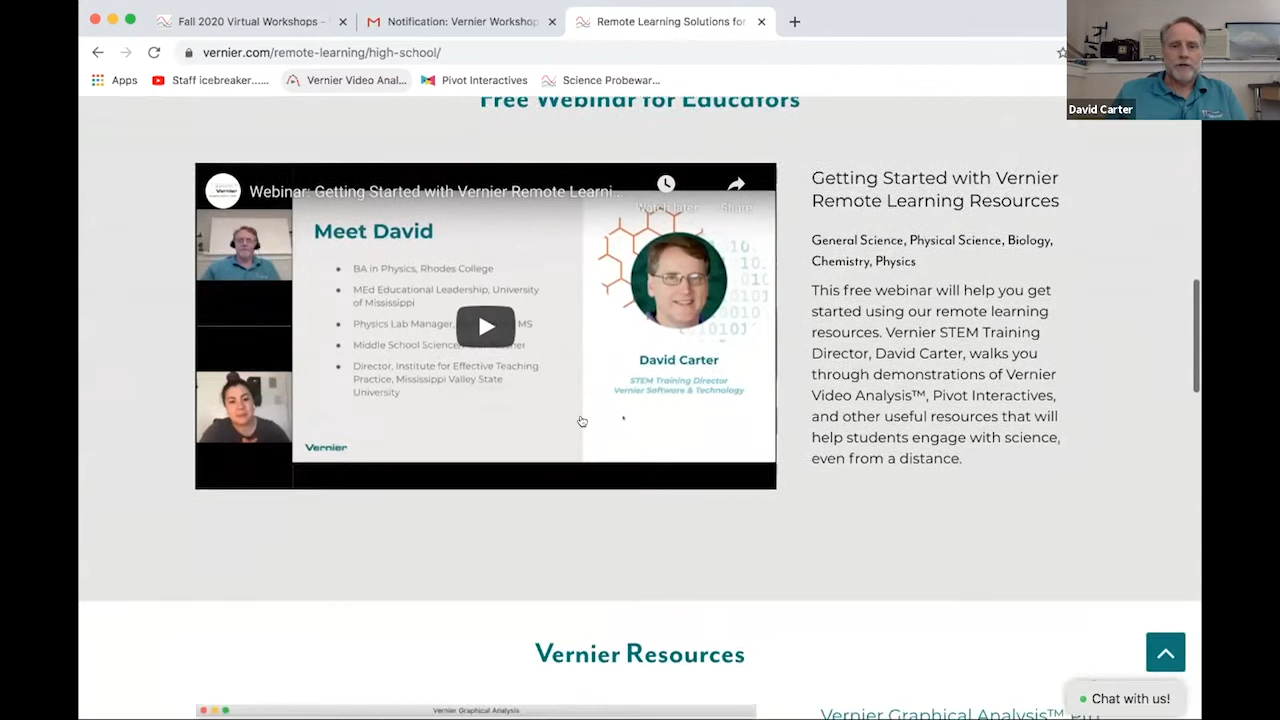 Fall 2020 Virtual Workshops –
Notification: Vernier Workshop
Remote Learning Solutions for
vernier.com/remote-learning/high-school/
Apps
Staff icebreaker......
Vernier Video Anal...
Pivot Interactives
Science Probewar...
David Carter
Free Webinar for Educators
Webinar: Getting Started with Vernier Remote Learni...
Watch later
Share
Meet David
BA in Physics, Rhodes College
MEd Educational Leadership, University
of Mississippi
Physics Lab Manager, MS
Middle School Science
Director, Institute for Effective Teaching
Practice, Mississippi Valley State
University
David Carter
STEM Training Director
Vernier Software & Technology
Vernier
Getting Started with Vernier
Remote Learning Resources
General Science, Physical Science, Biology,
Chemistry, Physics
This free webinar will help you get
started using our remote learning
resources. Vernier STEM Training
Director, David Carter, walks you
through demonstrations of Vernier
Video Analysis™, Pivot Interactives,
and other useful resources that will
help students engage with science,
even from a distance.
Vernier Resources
Chat with us!
Vernier Graphical Analysis
Vernier Graphical Analysis™ Pro